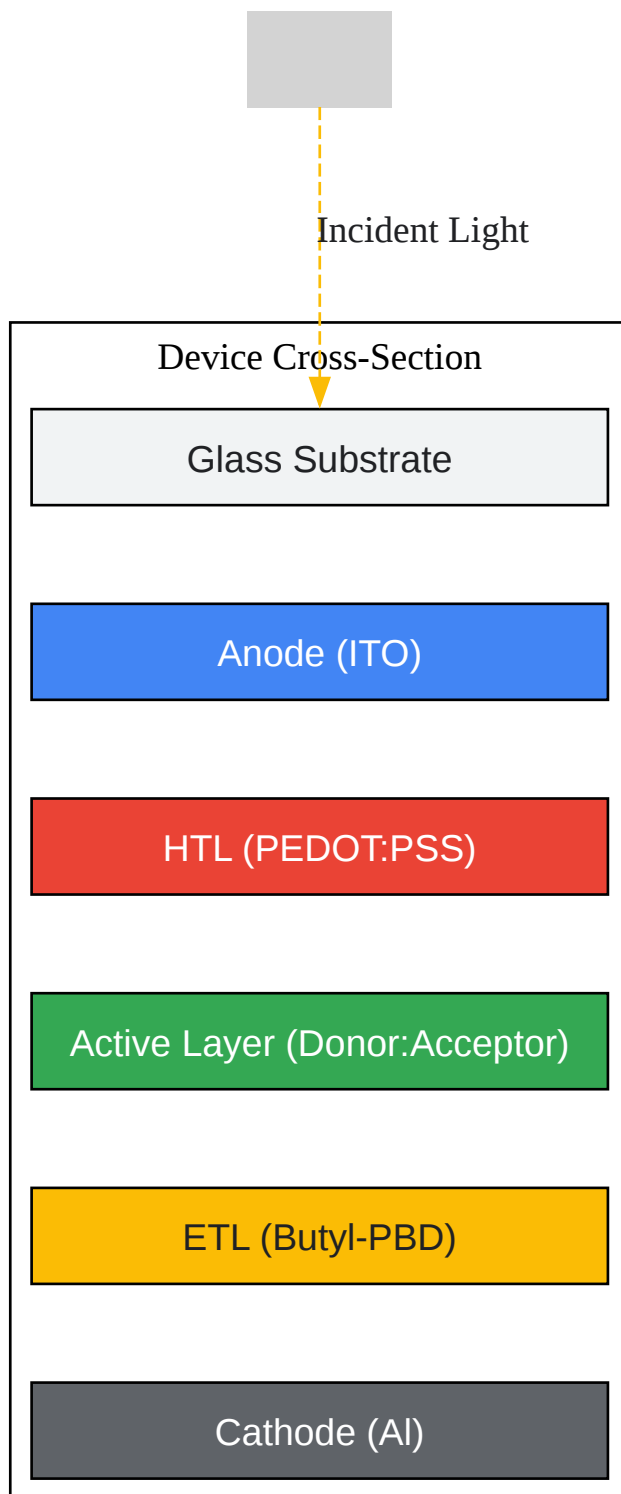 Incident Light
Device Cross-Section
Glass Substrate
Anode (ITO)
HTL (PEDOT:PSS)
Active Layer (Donor:Acceptor)
ETL (Butyl-PBD)
Cathode (Al)